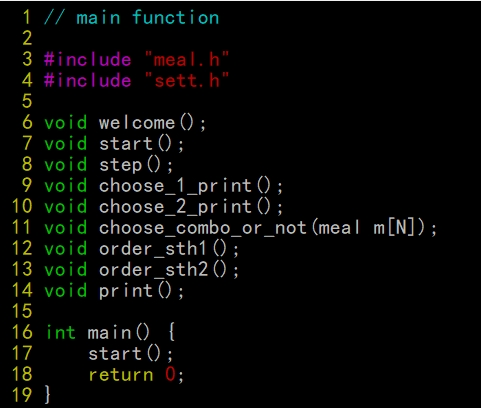 1 // main function
2
3 #include "meal.h"
4 #include "sett.h"
5
6 void welcome();
7 void start();
8 void step();
9 void choose_1_print();
10 void choose_2_print();
11 void choose_combo_or_not(meal m[N]);
12 void order_sth1();
13 void order_sth2();
14 void print();
15
16 int main() {
17     start();
18     return 0;
19 }